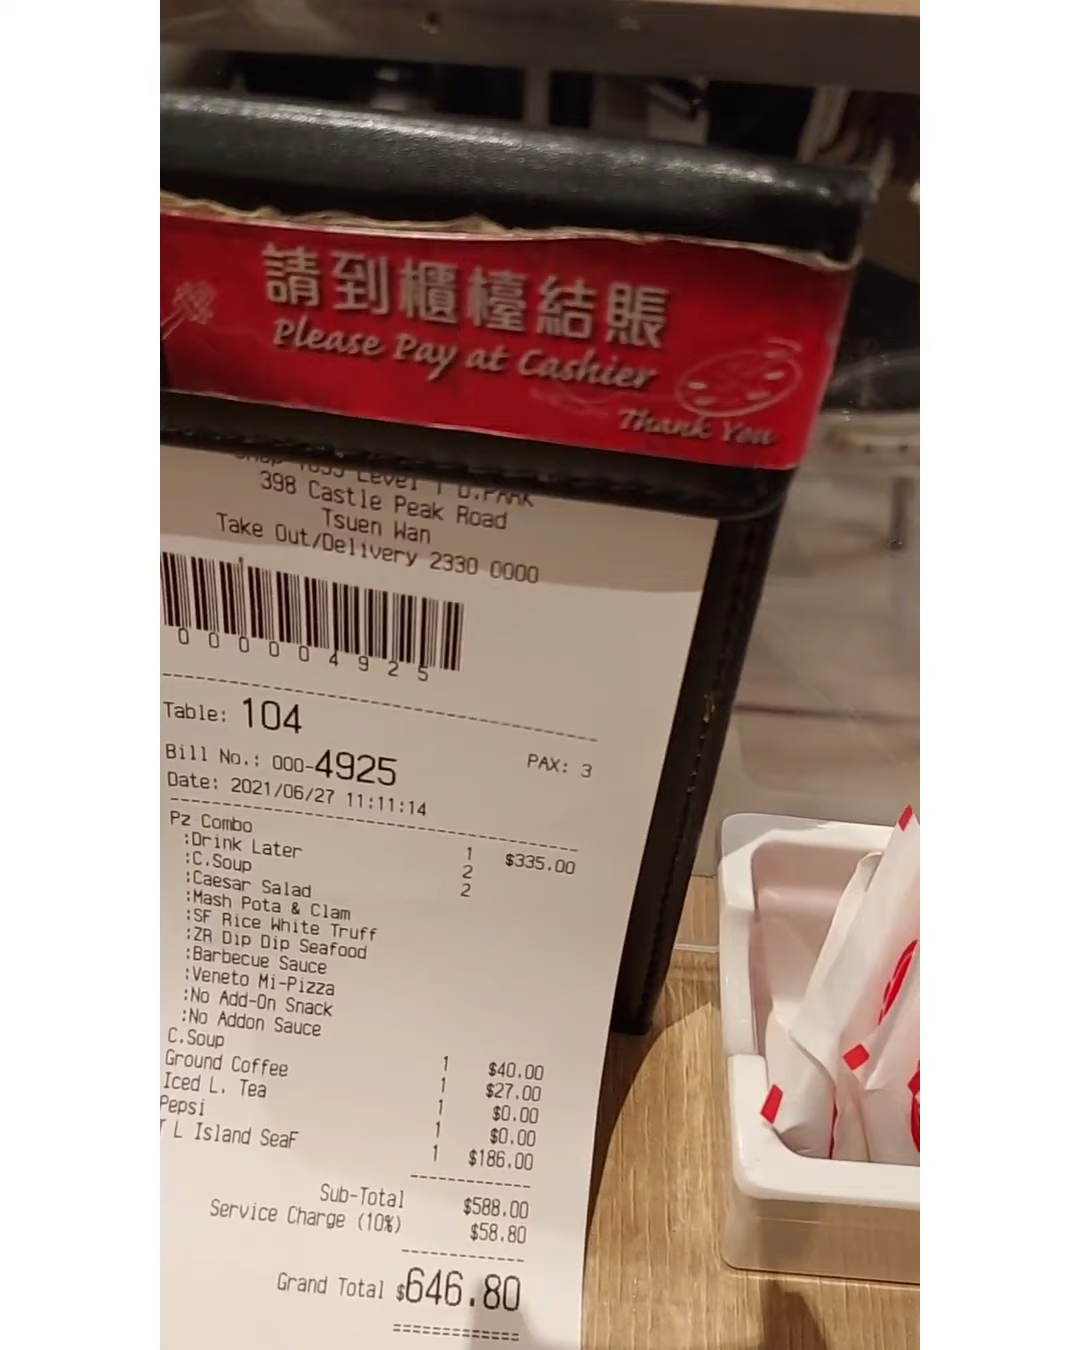 請到櫃檯結賬
Please Pay at Cashier
Thank You
Level 1 D.PARK
398 Castle Peak Road
Tsuen Wan
Take Out/Delivery 2330 0000
000004925
Table: 104
PAX: 3
Bill No.: 000-4925
Date: 2021/06/27 11:11:14
Pz Combo 1 $335.00
:Drink Later 2
:C.Soup 2
:Caesar Salad
:Mash Pota & Clam
:SF Rice White Truff
:ZR Dip Dip Seafood
:Barbecue Sauce
:Veneto Mi-Pizza
:No Add-On Snack
:No Addon Sauce
C.Soup 1 $40.00
Ground Coffee 1 $27.00
Iced L. Tea 1 $0.00
Pepsi 1 $0.00
L Island SeaF 1 $186.00
Sub-Total $588.00
Service Charge (10%) $58.80
Grand Total $646.80